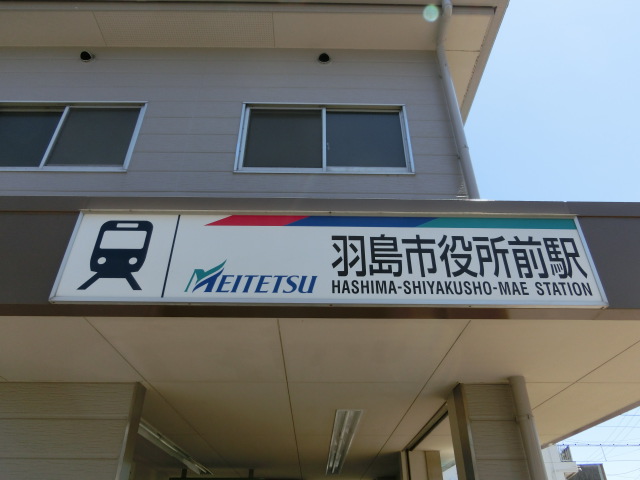 MEITETSU
羽島市役所前駅
HASHIMA-SHIYAKUSHO-MAE STATION